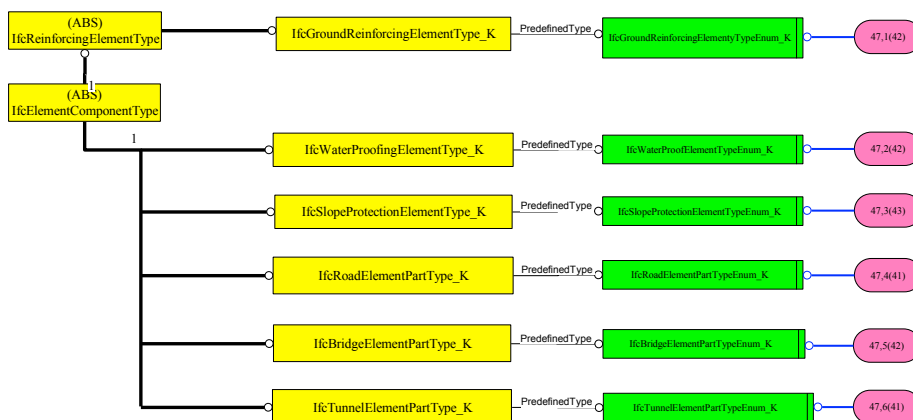 (ABS)
IfcReinforcingElementType
IfcGroundReinforcingElementType_K
PredefinedType
IfcGroundReinforcingElementyTypeEnum_K
47,1(42)
1
(ABS)
IfcElementComponentType
1
IfcWaterProofingElementType_K
PredefinedType
IfcWaterProofElementTypeEnum_K
47,2(42)
IfcSlopeProtectionElementType_K
PredefinedType
IfcSlopeProtectionElementTypeEnum_K
47,3(43)
IfcRoadElementPartType_K
PredefinedType
IfcRoadElementPartTypeEnum_K
47,4(41)
IfcBridgeElementPartType_K
PredefinedType
IfcBridgeElementPartTypeEnum_K
47,5(42)
IfcTunnelElementPartType_K
PredefinedType
IfcTunnelElementPartTypeEnum_K
47,6(41)